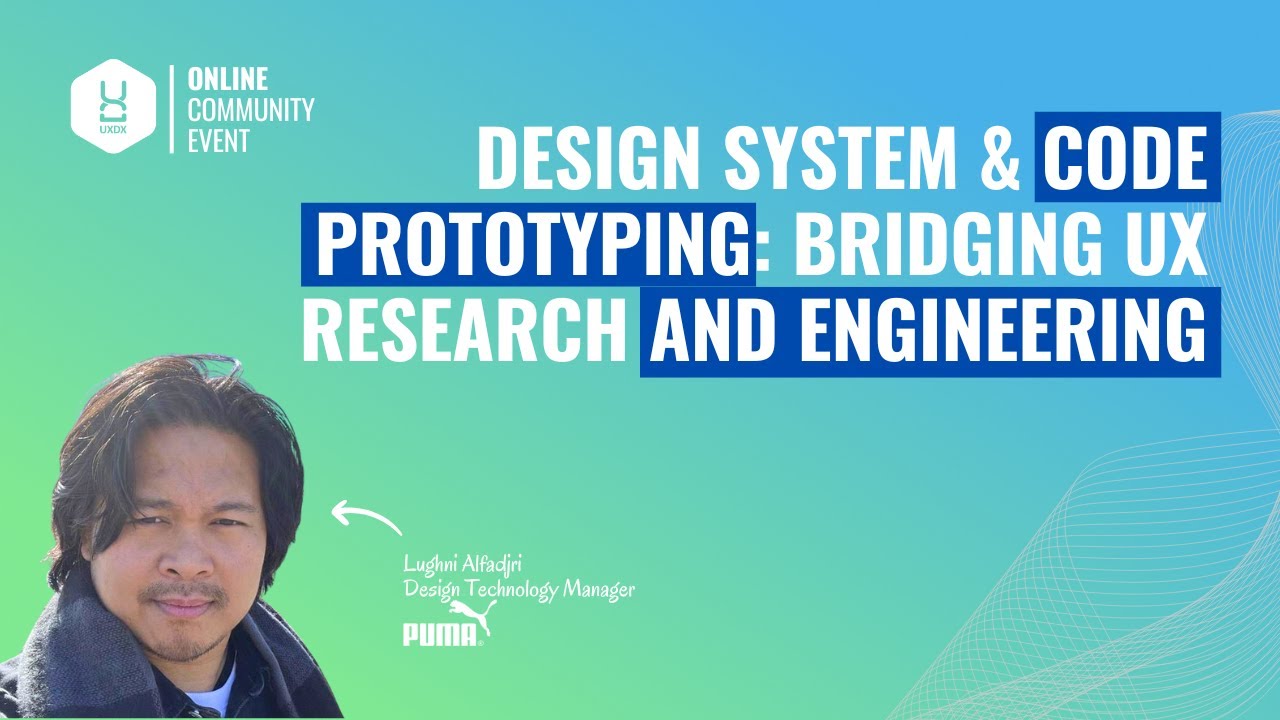 UXDX
ONLINE
COMMUNITY
EVENT
DESIGN SYSTEM & CODE
PROTOTYPING: BRIDGING UX
RESEARCH AND ENGINEERING
Lughni Alfadjri
Design Technology Manager
PUMA®